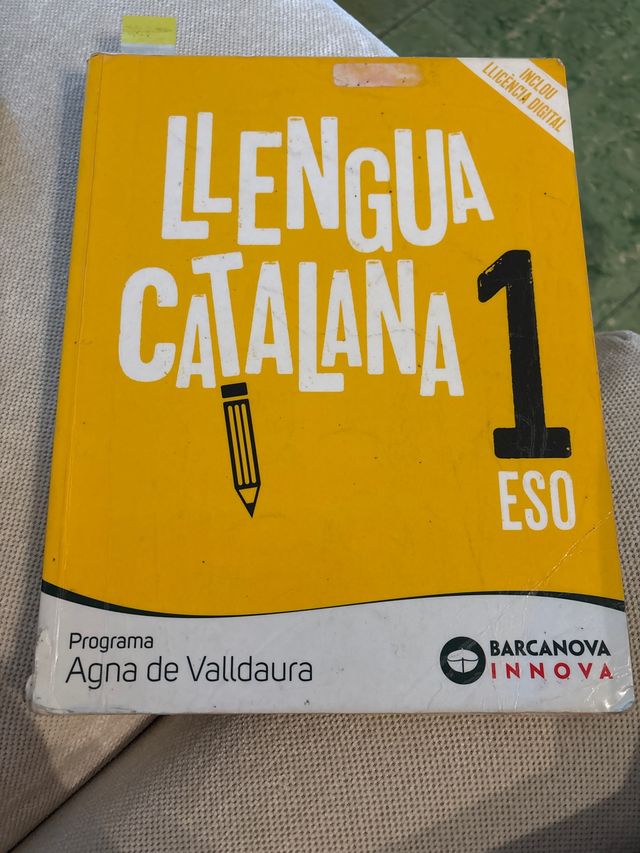 INCLOU
LLICÈNCIA DIGITAL
LLENGUA
CATALANA
1
ESO
Programa
Agna de Valldaura
BARCANOVA
INNOVA